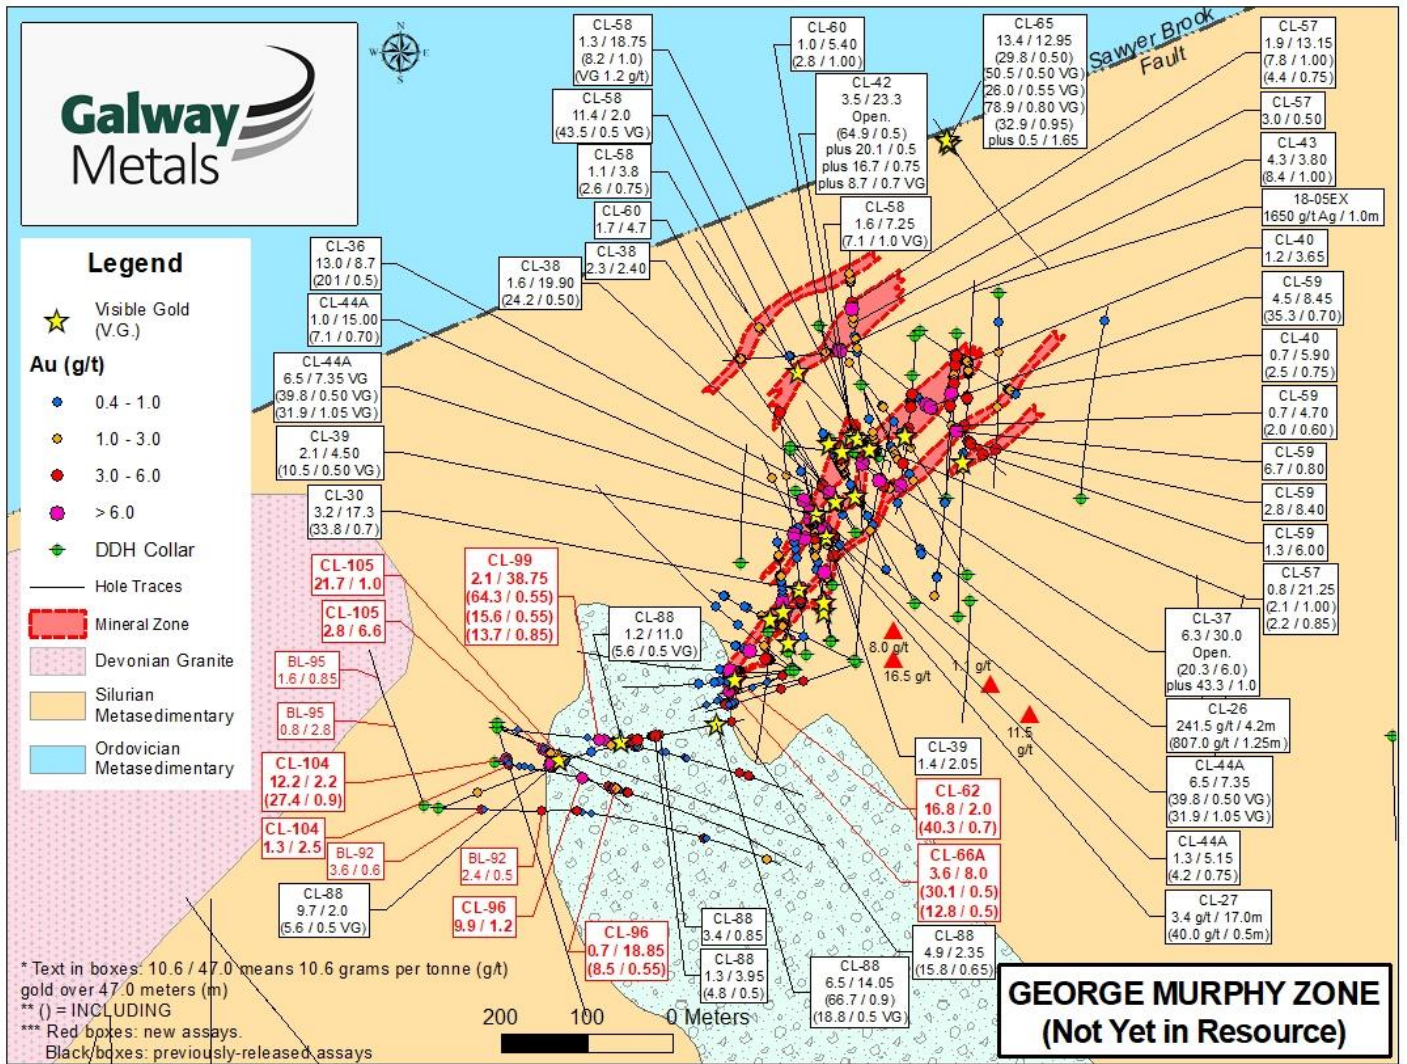 Galway
Metals
N
W
E
S
Sawyer Brook
Fault
CL-58
1.3 / 18.75
(8.2 / 1.0)
(VG 1.2 g/t)
CL-58
11.4 / 2.0
(43.5 / 0.5 VG)
CL-58
1.1 / 3.8
(2.6 / 0.75)
CL-60
1.7 / 4.7
CL-38
2.3 / 2.40
CL-38
1.6 / 19.90
(24.2 / 0.50)
CL-60
1.0 / 5.40
(2.8 / 1.00)
CL-42
3.5 / 23.3
Open.
(64.9 / 0.5)
plus 20.1 / 0.5
plus 16.7 / 0.75
plus 8.7 / 0.7 VG
CL-58
1.6 / 7.25
(7.1 / 1.0 VG)
CL-65
13.4 / 12.95
(29.8 / 0.50)
(50.5 / 0.50 VG)
(26.0 / 0.55 VG)
(78.9 / 0.80 VG)
(32.9 / 0.95)
plus 0.5 / 1.65
CL-57
1.9 / 13.15
(7.8 / 1.00)
(4.4 / 0.75)
CL-57
3.0 / 0.50
CL-43
4.3 / 3.80
(8.4 / 1.00)
18-05EX
1650 g/t Ag / 1.0m
CL-40
1.2 / 3.65
CL-59
4.5 / 8.45
(35.3 / 0.70)
CL-40
0.7 / 5.90
(2.5 / 0.75)
CL-59
0.7 / 4.70
(2.0 / 0.60)
CL-59
6.7 / 0.80
CL-59
2.8 / 8.40
CL-59
1.3 / 6.00
CL-57
0.8 / 21.25
(2.1 / 1.00)
(2.2 / 0.85)
CL-37
6.3 / 30.0
Open.
(20.3 / 6.0)
plus 43.3 / 1.0
CL-26
241.5 g/t / 4.2m
(807.0 g/t / 1.25m)
CL-44A
6.5 / 7.35
(39.8 / 0.50 VG)
(31.9 / 1.05 VG)
CL-44A
1.3 / 5.15
(4.2 / 0.75)
CL-27
3.4 g/t / 17.0m
(40.0 g/t / 0.5m)
Legend
Visible Gold
(V.G.)
Au (g/t)
0.4 - 1.0
1.0 - 3.0
3.0 - 6.0
> 6.0
DDH Collar
Hole Traces
Mineral Zone
Devonian Granite
Silurian
Metasedimentary
Ordovician
Metasedimentary
CL-36
13.0 / 8.7
(201 / 0.5)
CL-44A
1.0 / 15.00
(7.1 / 0.70)
CL-44A
6.5 / 7.35 VG
(39.8 / 0.50 VG)
(31.9 / 1.05 VG)
CL-39
2.1 / 4.50
(10.5 / 0.50 VG)
CL-30
3.2 / 17.3
(33.8 / 0.7)
CL-105
21.7 / 1.0
CL-105
2.8 / 6.6
BL-95
1.6 / 0.85
BL-95
0.8 / 2.8
CL-104
12.2 / 2.2
(27.4 / 0.9)
CL-104
1.3 / 2.5
BL-92
3.6 / 0.6
CL-88
9.7 / 2.0
(5.6 / 0.5 VG)
CL-99
2.1 / 38.75
(64.3 / 0.55)
(15.6 / 0.55)
(13.7 / 0.85)
CL-88
1.2 / 11.0
(5.6 / 0.5 VG)
BL-92
2.4 / 0.5
CL-96
9.9 / 1.2
CL-96
0.7 / 18.85
(8.5 / 0.55)
8.0 g/t
16.5 g/t
1.1 g/t
11.5
g/t
CL-39
1.4 / 2.05
CL-62
16.8 / 2.0
(40.3 / 0.7)
CL-66A
3.6 / 8.0
(30.1 / 0.5)
(12.8 / 0.5)
CL-88
3.4 / 0.85
CL-88
1.3 / 3.95
(4.8 / 0.5)
CL-88
4.9 / 2.35
(15.8 / 0.65)
CL-88
6.5 / 14.05
(66.7 / 0.9)
(18.8 / 0.5 VG)
* Text in boxes: 10.6 / 47.0 means 10.6 grams per tonne (g/t)
gold over 47.0 meters (m)
** () = INCLUDING
*** Red boxes: new assays.
Black boxes: previously-released assays
200 100 0 Meters
GEORGE MURPHY ZONE
(Not Yet in Resource)